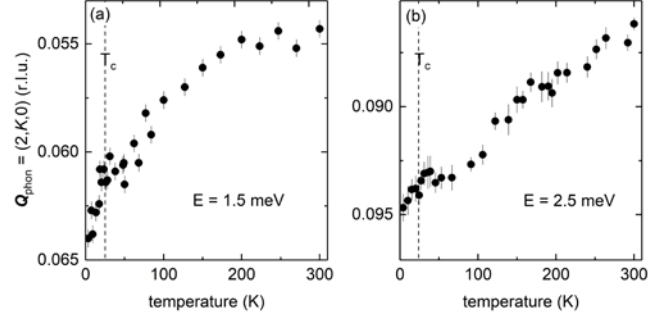 (a)
(b)
Q_phon = (2,K,0) (r.l.u.)
0.055
0.060
0.065
T_c
E = 1.5 meV
0 50 100 150 200 250 300
temperature (K)
0.090
0.095
T_c
E = 2.5 meV
0 50 100 150 200 250 300
temperature (K)